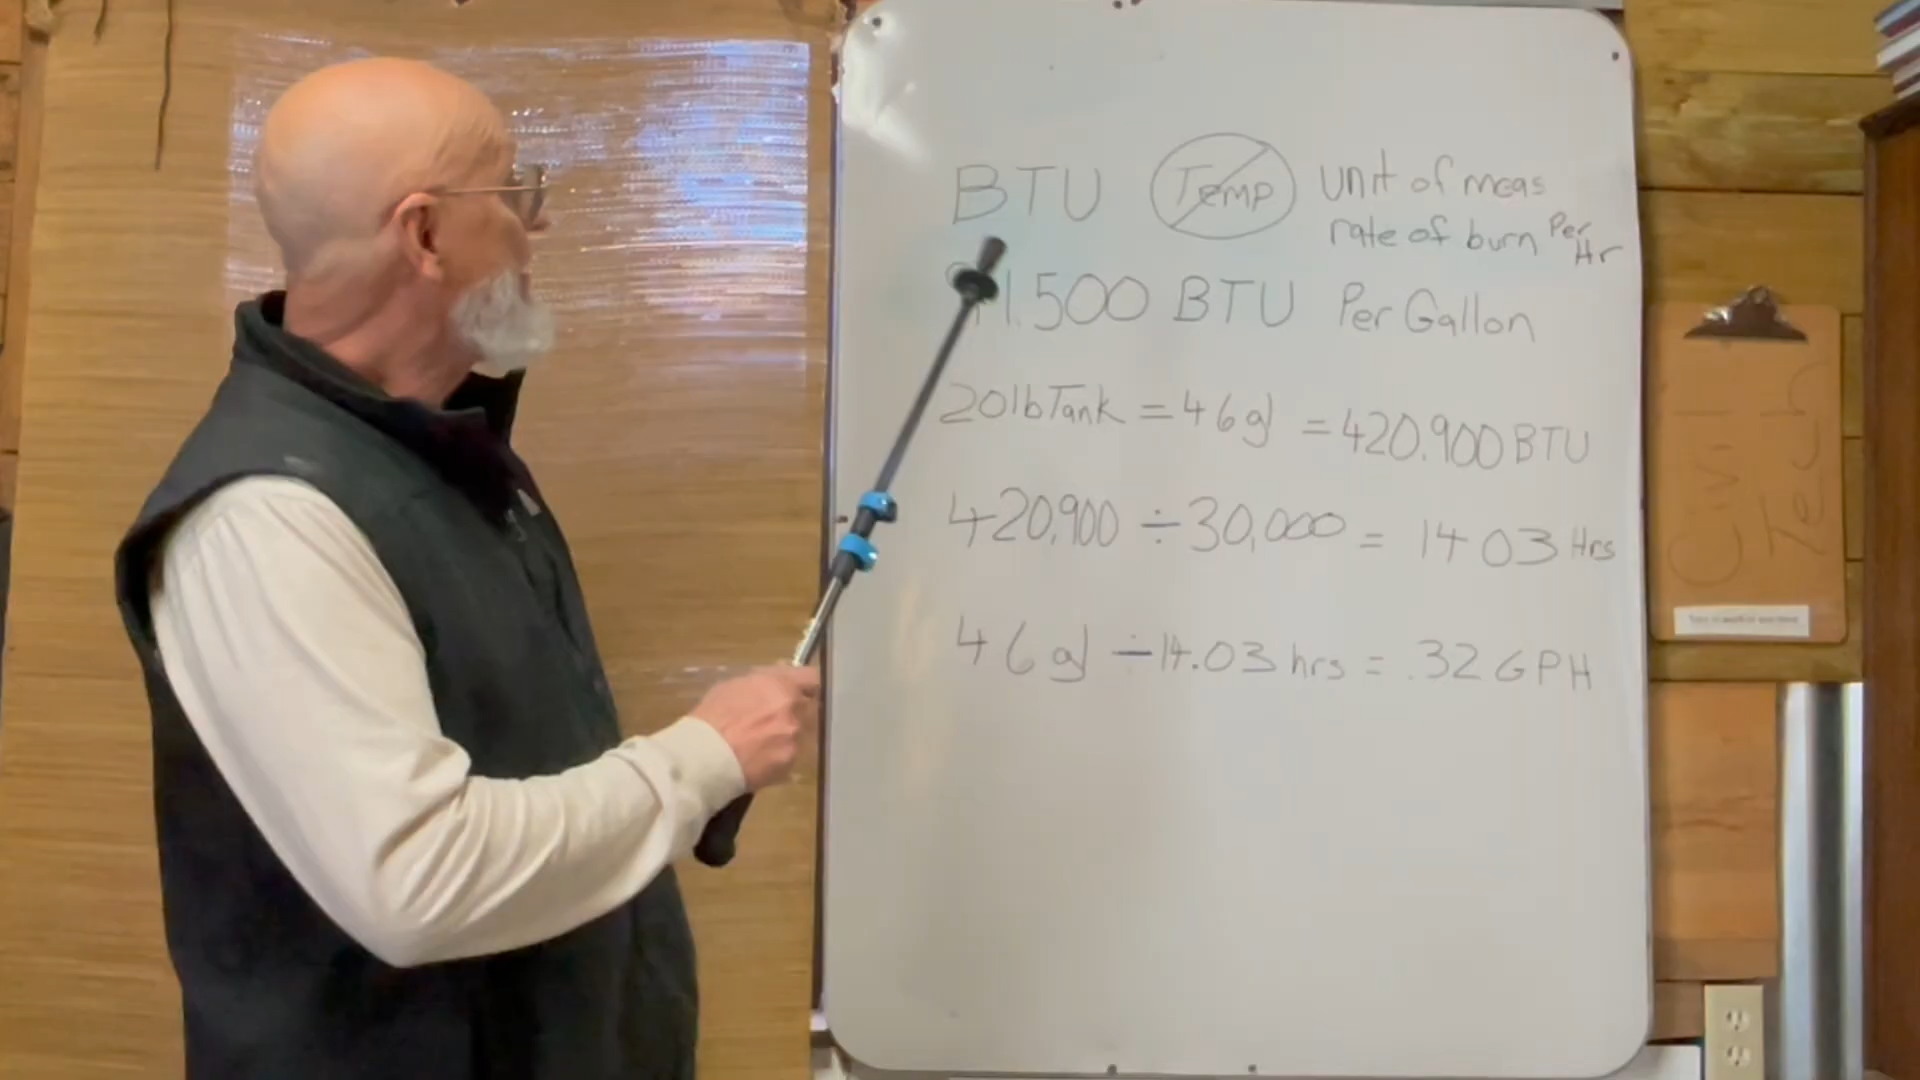 BTU Temp unit of meas
rate of burn Per Hr
1.500 BTU Per Gallon
20lb Tank = 4 6 gl = 420.900 BTU
420,900 ÷ 30,000 = 14 03 Hrs
4 6 gl ÷ 14.03 hrs = .32 GPH
Civil
Tech